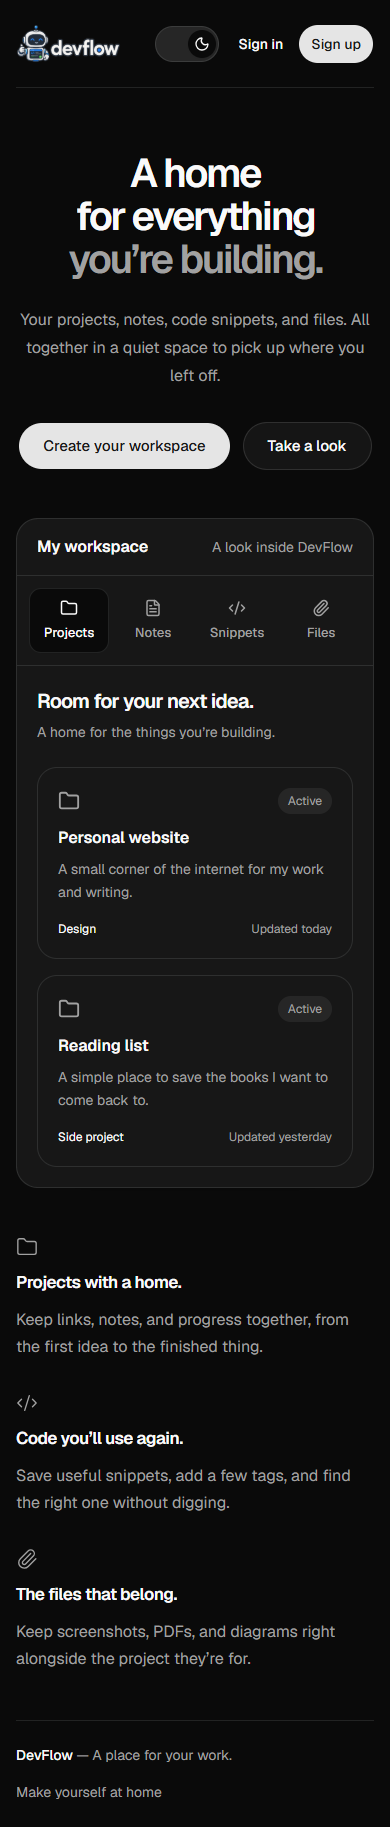 devflow
Sign in
Sign up
A home
for everything
you’re building.
Your projects, notes, code snippets, and files. All
together in a quiet space to pick up where you
left off.
Create your workspace
Take a look
My workspace
A look inside DevFlow
Projects
Notes
Snippets
Files
Room for your next idea.
A home for the things you’re building.
Active
Personal website
A small corner of the internet for my work
and writing.
Design
Updated today
Active
Reading list
A simple place to save the books I want to
come back to.
Side project
Updated yesterday
Projects with a home.
Keep links, notes, and progress together, from
the first idea to the finished thing.
Code you’ll use again.
Save useful snippets, add a few tags, and find
the right one without digging.
The files that belong.
Keep screenshots, PDFs, and diagrams right
alongside the project they’re for.
DevFlow — A place for your work.
Make yourself at home